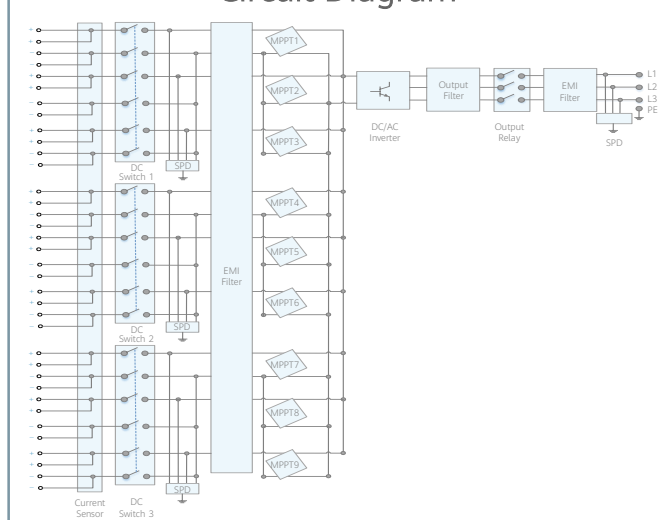 Circuit Diagram
MPPT1
MPPT2
MPPT3
SPD
DC
Switch 1
MPPT4
MPPT5
MPPT6
SPD
DC
Switch 2
MPPT7
MPPT8
MPPT9
SPD
Current
Sensor
DC
Switch 3
EMI
Filter
DC/AC
Inverter
Output
Filter
Output
Relay
EMI
Filter
L1
L2
L3
PE
SPD